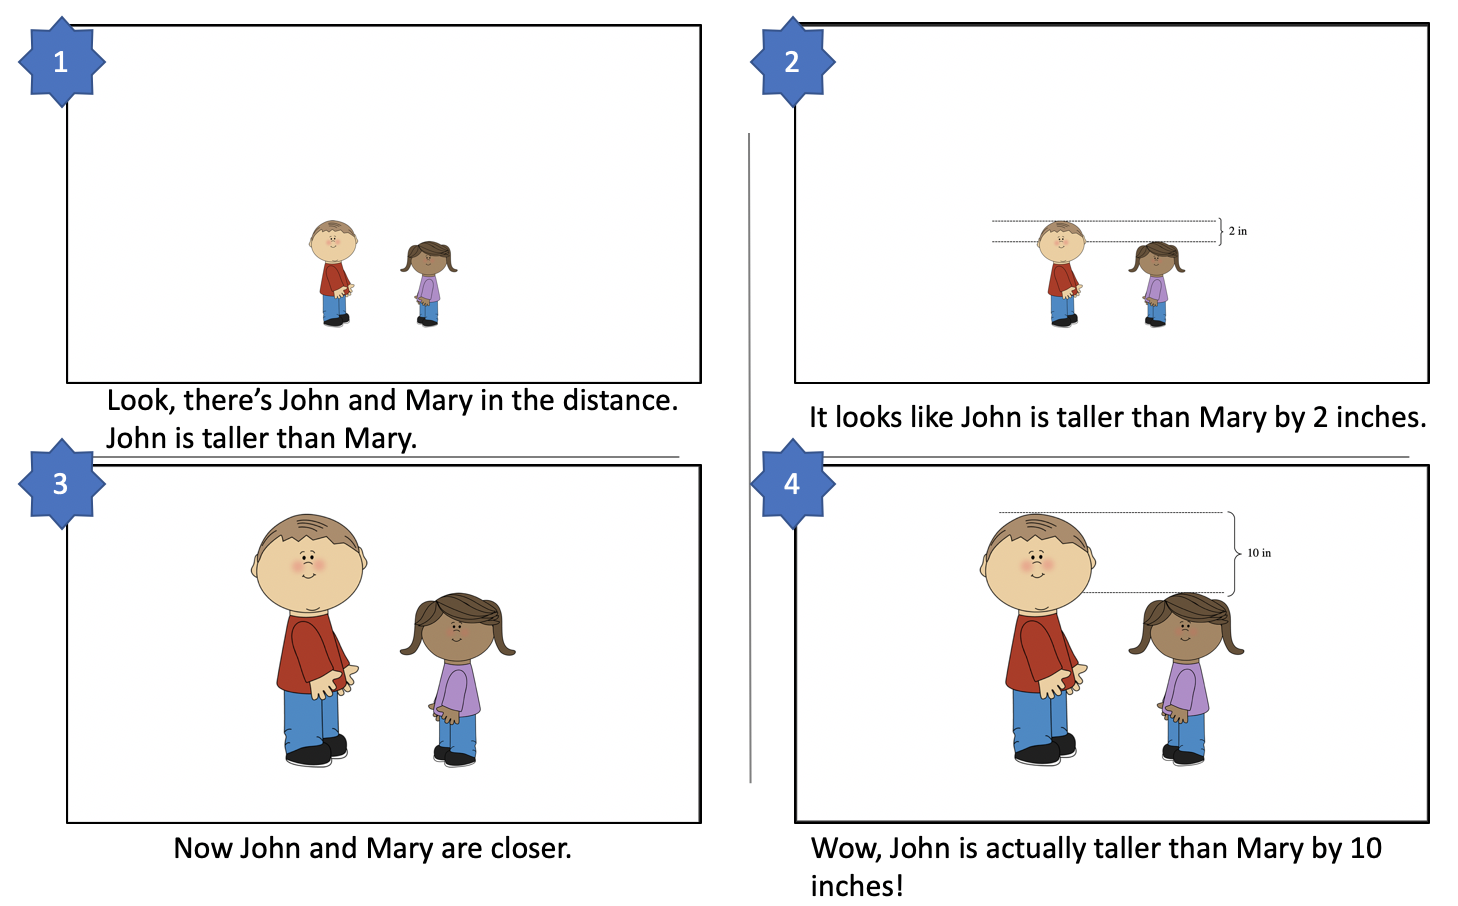 1
Look, there's John and Mary in the distance.
John is taller than Mary.
2
2 in
It looks like John is taller than Mary by 2 inches.
3
Now John and Mary are closer.
4
10 in
Wow, John is actually taller than Mary by 10
inches!